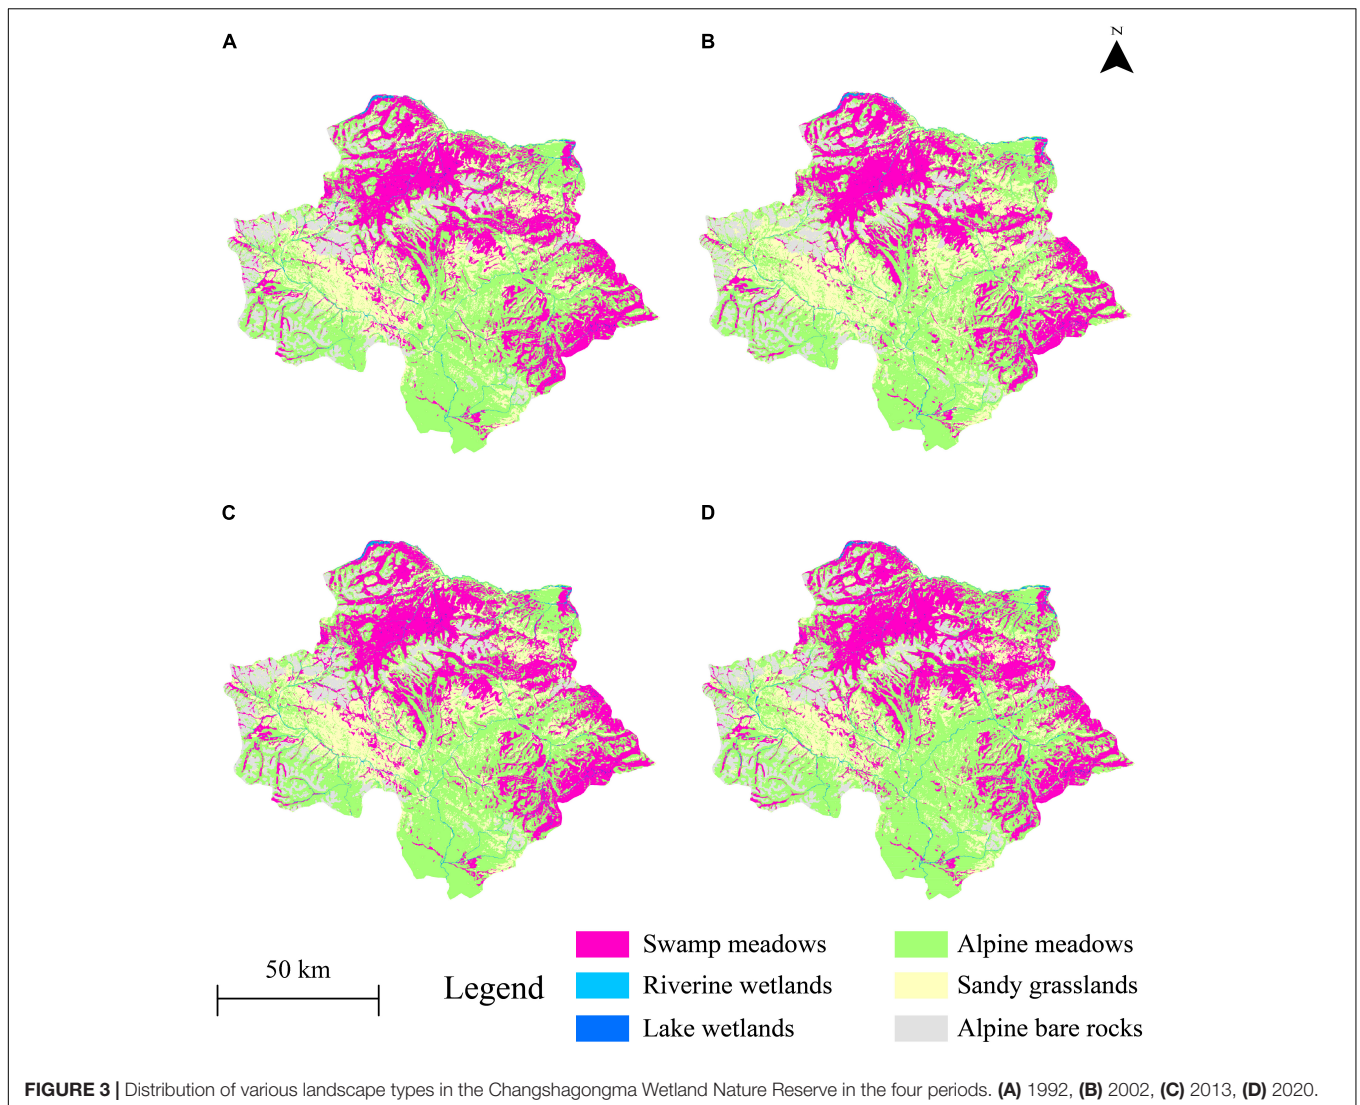 A
B
N
C
D
50 km
Legend
Swamp meadows
Riverine wetlands
Lake wetlands
Alpine meadows
Sandy grasslands
Alpine bare rocks
FIGURE 3 | Distribution of various landscape types in the Changshagongma Wetland Nature Reserve in the four periods. (A) 1992, (B) 2002, (C) 2013, (D) 2020.